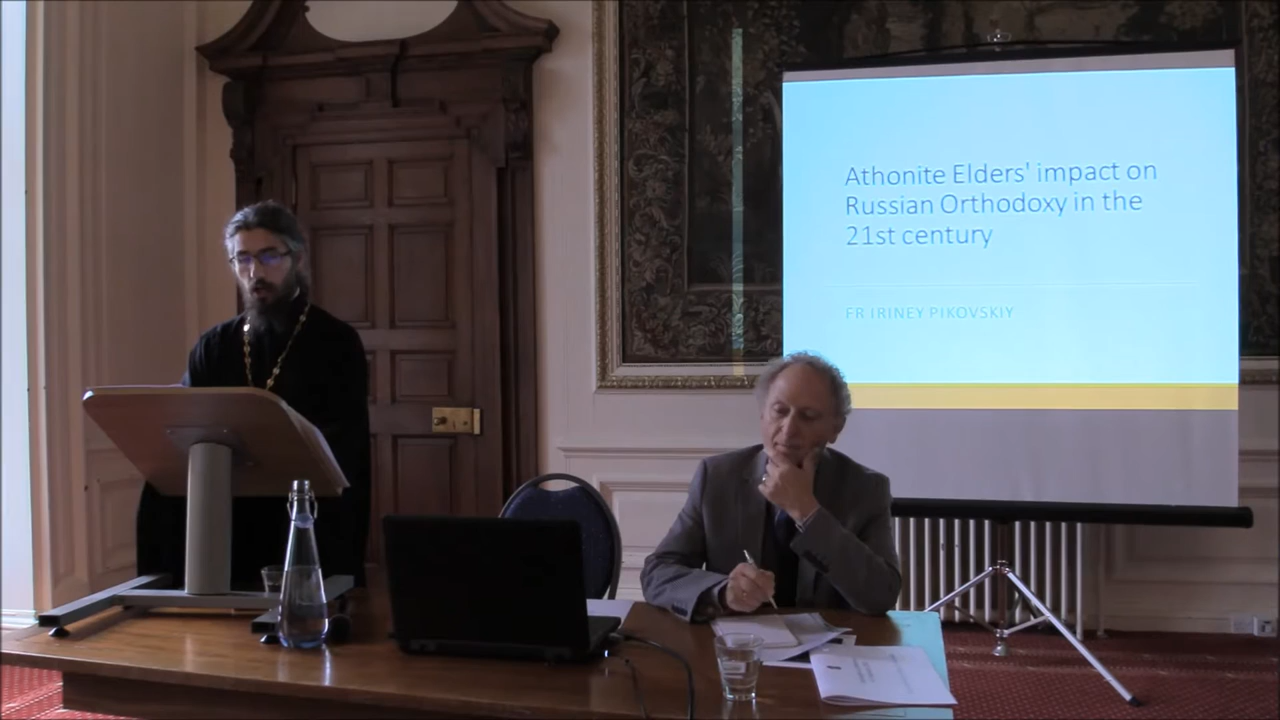 Athonite Elders' impact on
Russian Orthodoxy in the
21st century
FR IRINEY PIKOVSKIY